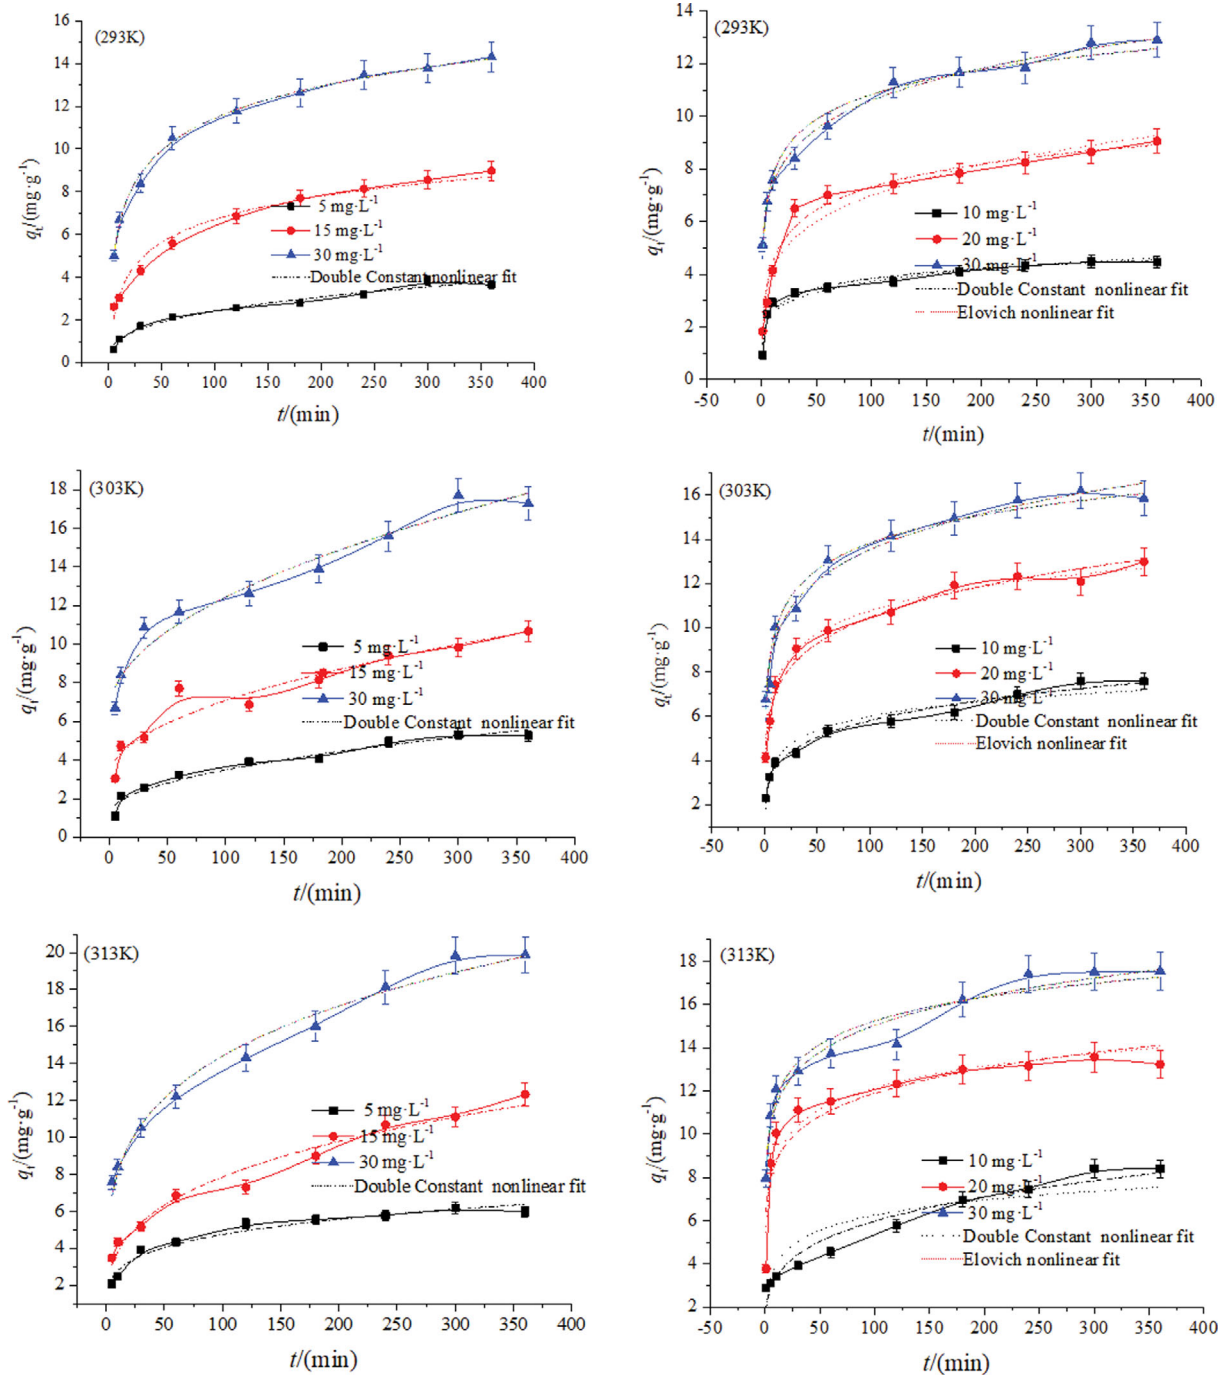 (293K)
16
14
12
10
8
6
4
2
0
qt/(mg·g-1)
5 mg·L-1
15 mg·L-1
30 mg·L-1
Double Constant nonlinear fit
0 50 100 150 200 250 300 350 400
t/(min)
(293K)
14
12
10
8
6
4
2
0
qt/(mg·g-1)
10 mg·L-1
20 mg·L-1
30 mg·L-1
Double Constant nonlinear fit
Elovich nonlinear fit
-50 0 50 100 150 200 250 300 350 400
t/(min)
(303K)
18
16
14
12
10
8
6
4
2
0
qt/(mg·g-1)
5 mg·L-1
15 mg·L-1
30 mg·L-1
Double Constant nonlinear fit
0 50 100 150 200 250 300 350 400
t/(min)
(303K)
16
14
12
10
8
6
4
2
qt/(mg·g-1)
10 mg·L-1
20 mg·L-1
30 mg·L-1
Double Constant nonlinear fit
Elovich nonlinear fit
-50 0 50 100 150 200 250 300 350 400
t/(min)
(313K)
20
18
16
14
12
10
8
6
4
2
qt/(mg·g-1)
5 mg·L-1
15 mg·L-1
30 mg·L-1
Double Constant nonlinear fit
0 50 100 150 200 250 300 350 400
t/(min)
(313K)
18
16
14
12
10
8
6
4
2
qt/(mg·g-1)
10 mg·L-1
20 mg·L-1
30 mg·L-1
Double Constant nonlinear fit
Elovich nonlinear fit
-50 0 50 100 150 200 250 300 350 400
t/(min)